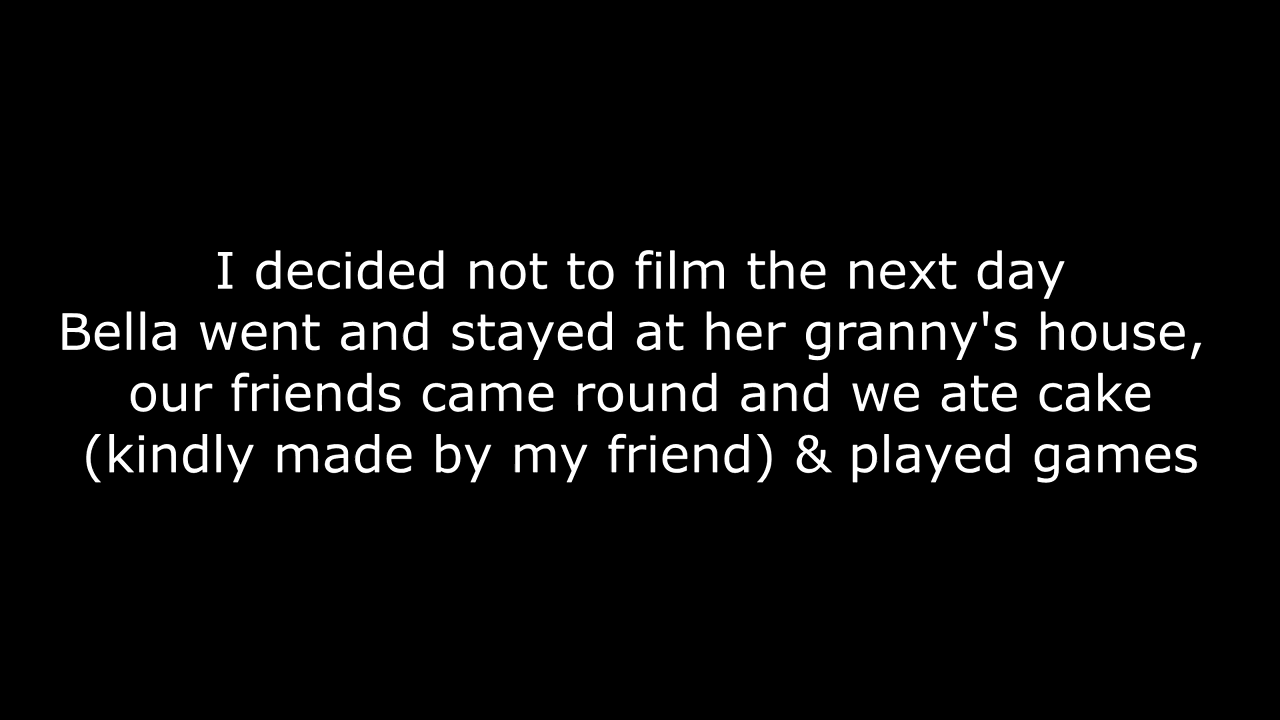 I decided not to film the next day
Bella went and stayed at her granny's house,
our friends came round and we ate cake
(kindly made by my friend) & played games